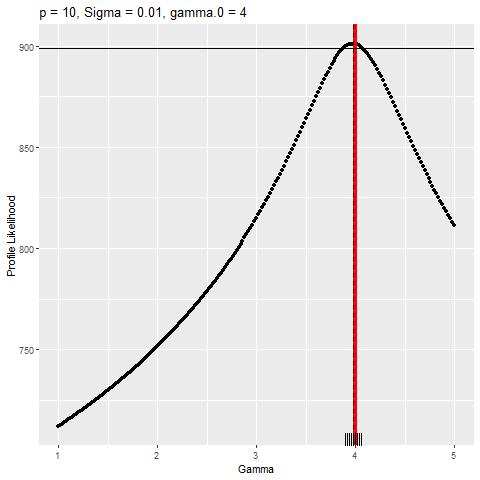 p = 10, Sigma = 0.01, gamma.0 = 4
900
850
800
750
Profile Likelihood
1 2 3 4 5
Gamma